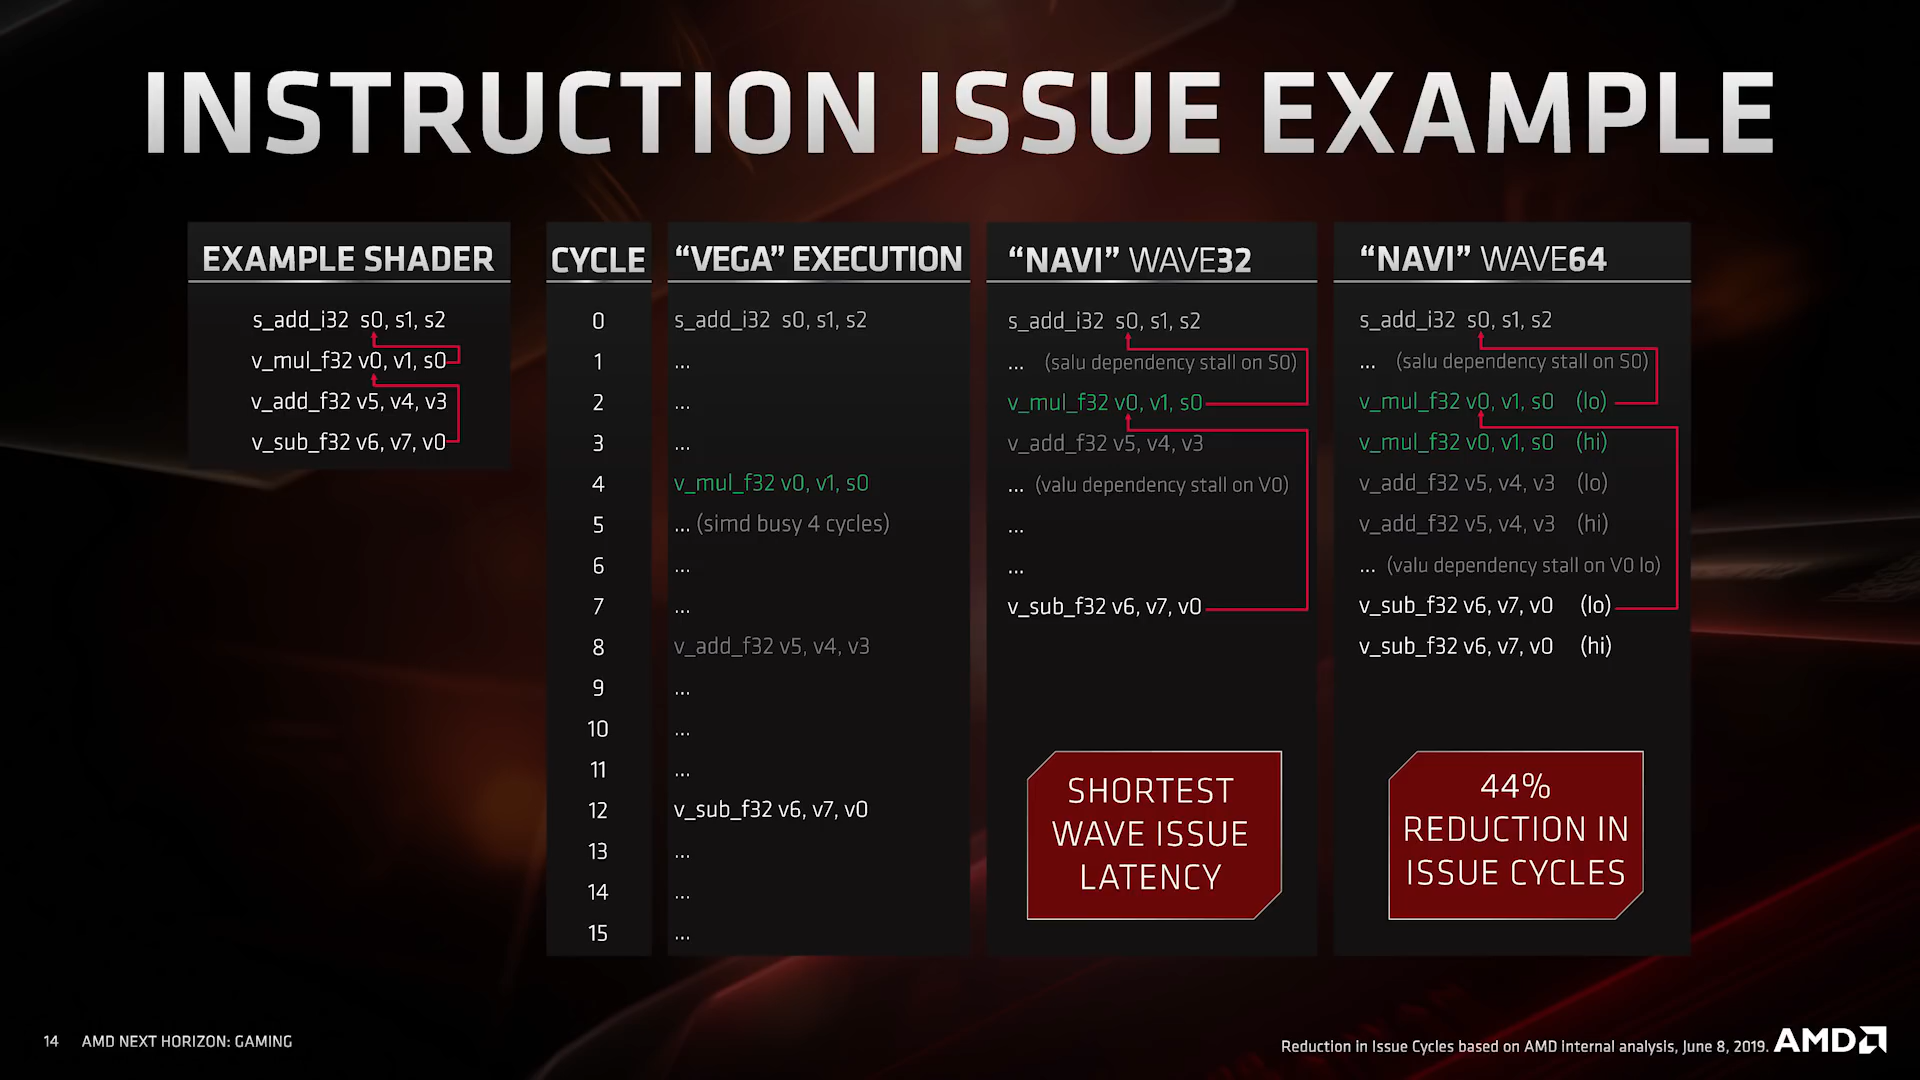 INSTRUCTION ISSUE EXAMPLE
EXAMPLE SHADER
s_add_i32 s0, s1, s2
v_mul_f32 v0, v1, s0
v_add_f32 v5, v4, v3
v_sub_f32 v6, v7, v0
CYCLE
0
1
2
3
4
5
6
7
8
9
10
11
12
13
14
15
“VEGA” EXECUTION
s_add_i32 s0, s1, s2
...
...
...
v_mul_f32 v0, v1, s0
... (simd busy 4 cycles)
...
...
v_add_f32 v5, v4, v3
...
...
...
v_sub_f32 v6, v7, v0
...
...
...
“NAVI” WAVE32
s_add_i32 s0, s1, s2
... (salu dependency stall on S0)
v_mul_f32 v0, v1, s0
v_add_f32 v5, v4, v3
... (valu dependency stall on V0)
...
...
v_sub_f32 v6, v7, v0
SHORTEST
WAVE ISSUE
LATENCY
“NAVI” WAVE64
s_add_i32 s0, s1, s2
... (salu dependency stall on S0)
v_mul_f32 v0, v1, s0 (lo)
v_mul_f32 v0, v1, s0 (hi)
v_add_f32 v5, v4, v3 (lo)
v_add_f32 v5, v4, v3 (hi)
... (valu dependency stall on V0 lo)
v_sub_f32 v6, v7, v0 (lo)
v_sub_f32 v6, v7, v0 (hi)
44%
REDUCTION IN
ISSUE CYCLES
14 AMD NEXT HORIZON: GAMING
Reduction in Issue Cycles based on AMD internal analysis, June 8, 2019.
AMD